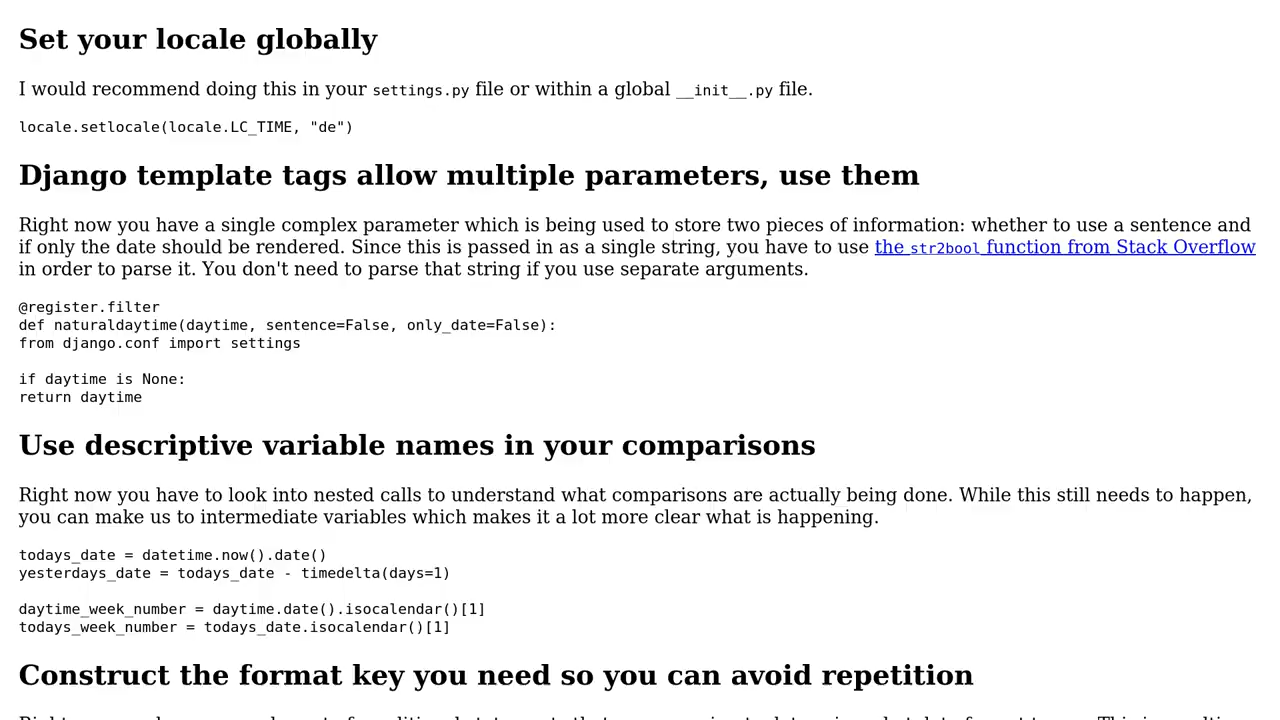 Set your locale globally
I would recommend doing this in your settings.py file or within a global __init__.py file.
locale.setlocale(locale.LC_TIME, "de")
Django template tags allow multiple parameters, use them
Right now you have a single complex parameter which is being used to store two pieces of information: whether to use a sentence and
if only the date should be rendered. Since this is passed in as a single string, you have to use the str2bool function from Stack Overflow
in order to parse it. You don't need to parse that string if you use separate arguments.
@register.filter
def naturaldaytime(daytime, sentence=False, only_date=False):
from django.conf import settings
if daytime is None:
return daytime
Use descriptive variable names in your comparisons
Right now you have to look into nested calls to understand what comparisons are actually being done. While this still needs to happen,
you can make us to intermediate variables which makes it a lot more clear what is happening.
todays_date = datetime.now().date()
yesterdays_date = todays_date - timedelta(days=1)
daytime_week_number = daytime.date().isocalendar()[1]
todays_week_number = todays_date.isocalendar()[1]
Construct the format key you need so you can avoid repetition